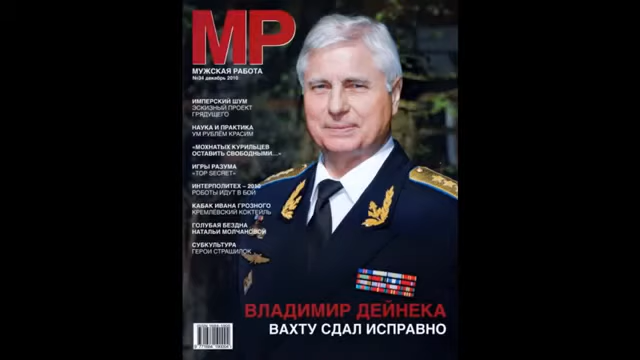 МР
МУЖСКАЯ РАБОТА
№34 декабрь 2010
ИМПЕРСКИЙ ШУМ
ЭСКИЗНЫЙ ПРОЕКТ
ГРЯДУЩЕГО
НАУКА И ПРАКТИКА
УМ РУБЛЁМ КРАСИМ
«МОХНАТЫХ КУРИЛЬЦЕВ
ОСТАВИТЬ СВОБОДНЫМИ...»
ИГРЫ РАЗУМА
«TOP SECRET»
ИНТЕРПОЛИТЕХ – 2010
РОБОТЫ ИДУТ В БОЙ
КАБАК ИВАНА ГРОЗНОГО
КРЕМЛЁВСКИЙ КОКТЕЙЛЬ
ГОЛУБАЯ БЕЗДНА
НАТАЛЬИ МОЛЧАНОВОЙ
СУБКУЛЬТУРА
ГЕРОИ СТРАШИЛОК
ВЛАДИМИР ДЕЙНЕКА
ВАХТУ СДАЛ ИСПРАВНО